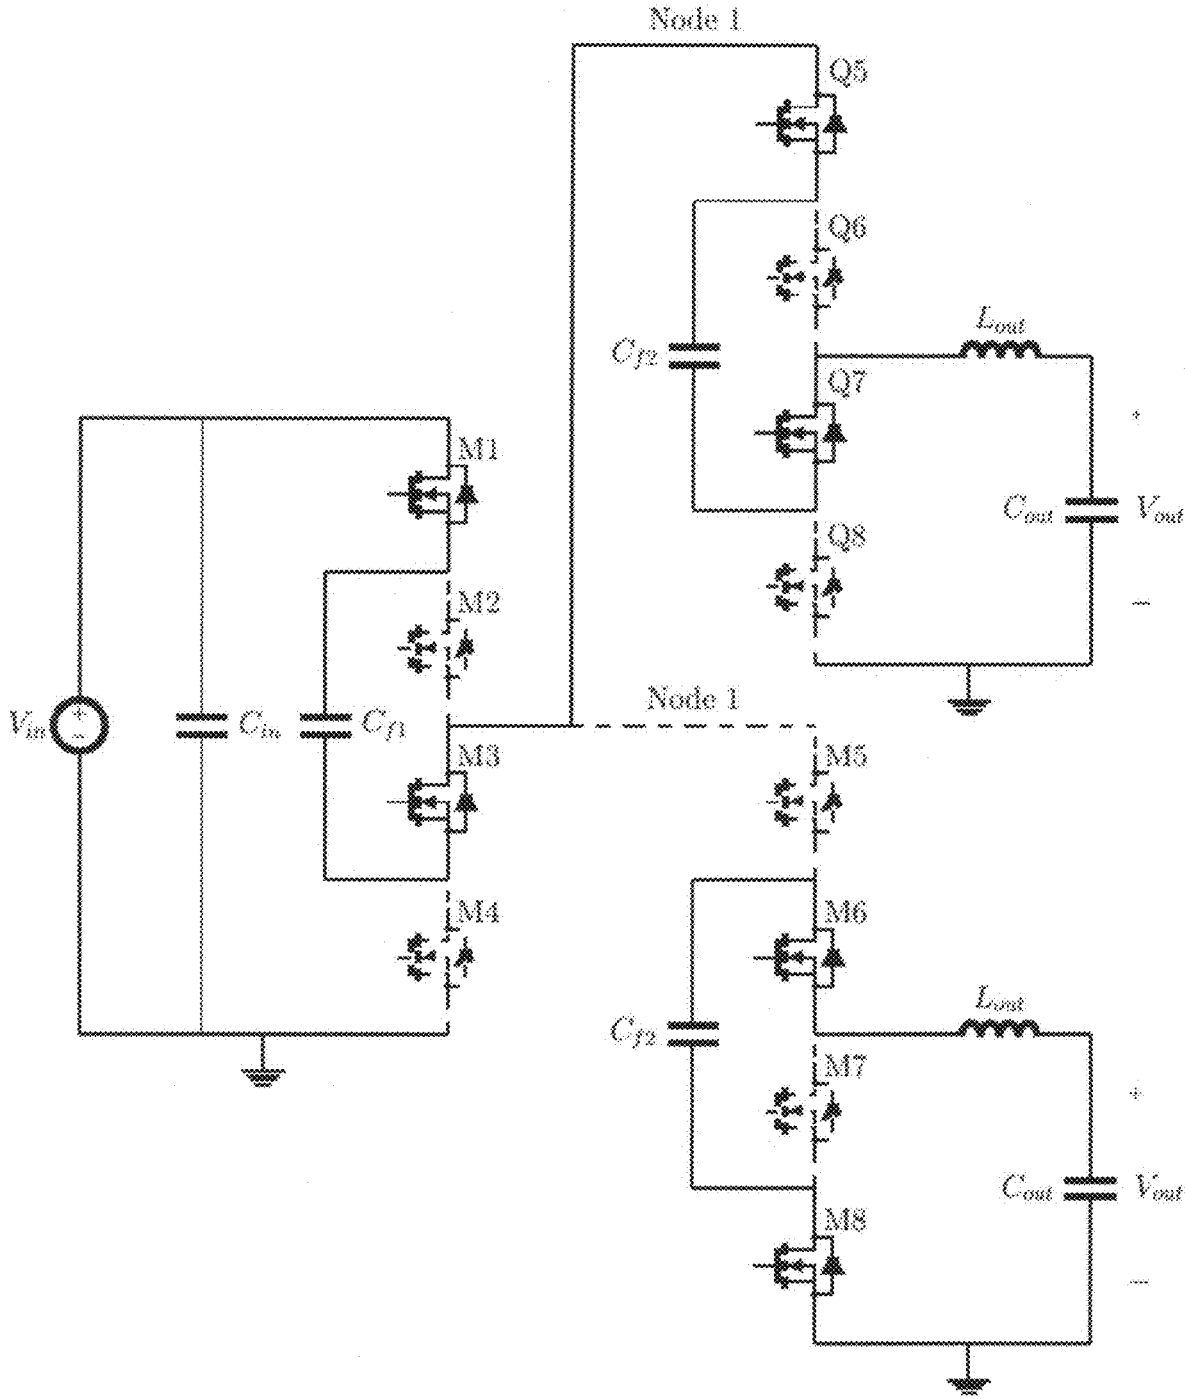 Node 1
Q5
Q6
L_out
C_f2
Q7
+
M1
C_out
V_out
Q8
M2
−
Node 1
V_in
+
−
C_in
C_f1
M3
M5
M4
M6
L_out
C_f2
M7
+
C_out
V_out
M8
−